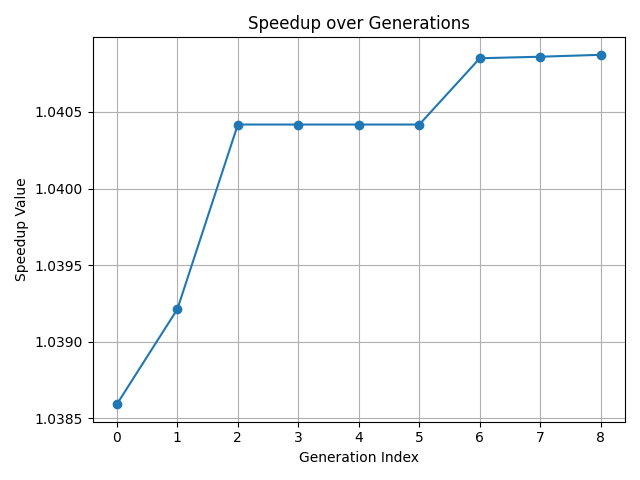 Speedup over Generations
Speedup Value
1.0405
1.0400
1.0395
1.0390
1.0385
0 1 2 3 4 5 6 7 8
Generation Index